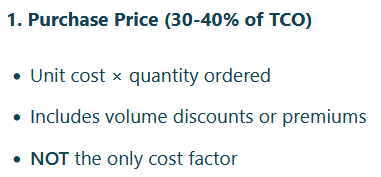 1. Purchase Price (30-40% of TCO)
• Unit cost × quantity ordered
• Includes volume discounts or premiums
• NOT the only cost factor